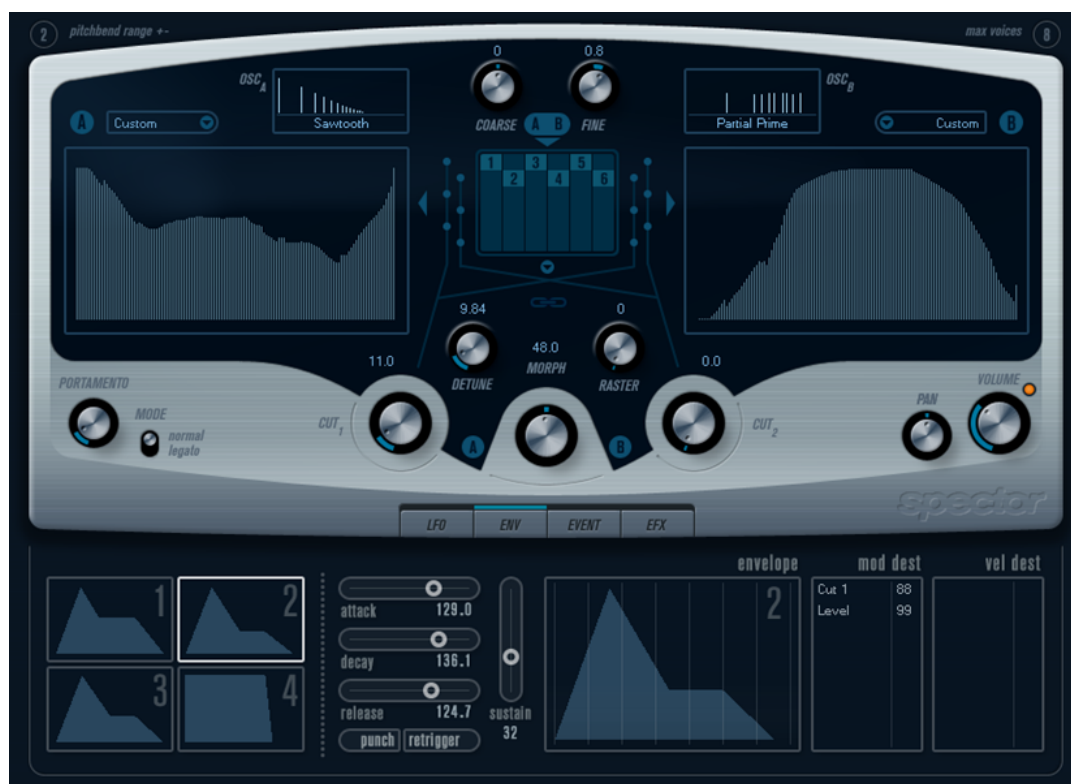 2 pitchbend range +- max voices 8
0 0.8
OSC A OSC B
Sawtooth Partial Prime
A Custom COARSE A B FINE Custom B
1 2 3 4 5 6
9.84 0
48.0
MORPH
11.0 0.0
DETUNE RASTER
PORTAMENTO VOLUME
MODE PAN
normal
legato
CUT 1 CUT 2
A B
spector
LFO ENV EVENT EFX
envelope mod dest vel dest
1 2
3 4
attack 129.0
decay 136.1
release 124.7
punch retrigger
sustain
32
2
Cut 1 88
Level 99